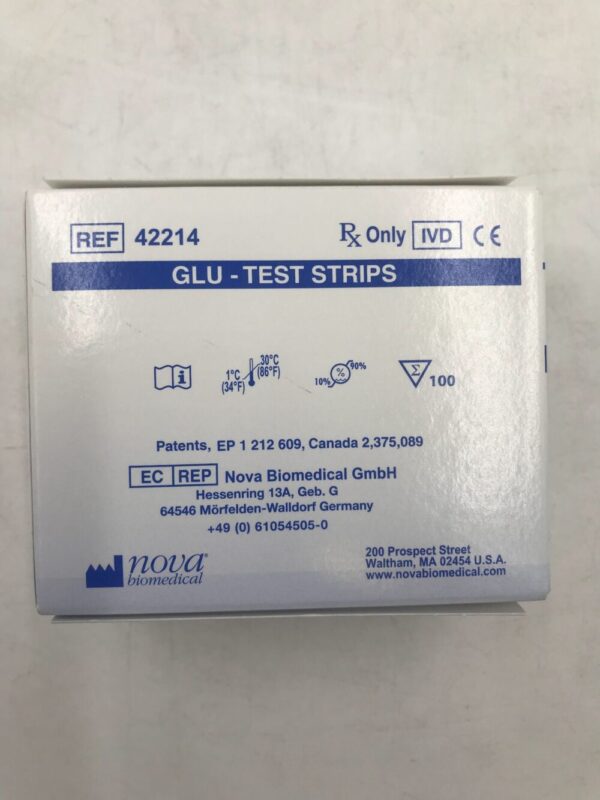 REF 42214 Rx Only IVD CE
GLU - TEST STRIPS
i 1°C (34°F) 30°C (86°F) 10% % 90% Σ 100
Patents, EP 1 212 609, Canada 2,375,089
EC REP Nova Biomedical GmbH
Hessenring 13A, Geb. G
64546 Mörfelden-Walldorf Germany
+49 (0) 61054505-0
nova®
biomedical
200 Prospect Street
Waltham, MA 02454 U.S.A.
www.novabiomedical.com